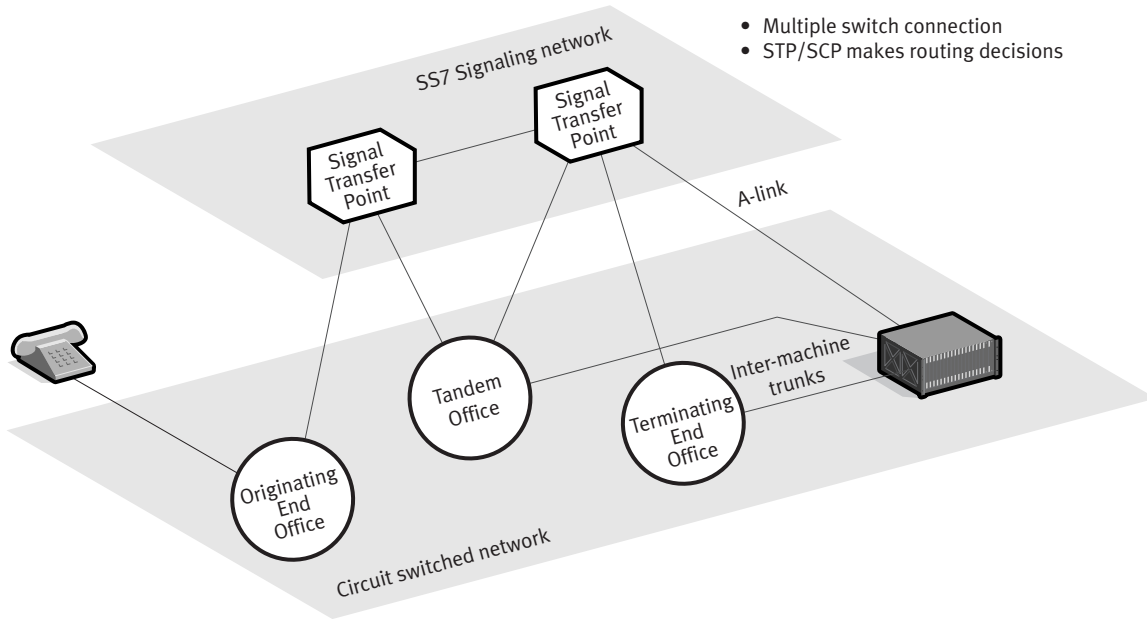 • Multiple switch connection
• STP/SCP makes routing decisions
SS7 Signaling network
Signal
Transfer
Point
Signal
Transfer
Point
A-link
Tandem
Office
Inter-machine
trunks
Terminating
End
Office
Originating
End
Office
Circuit switched network